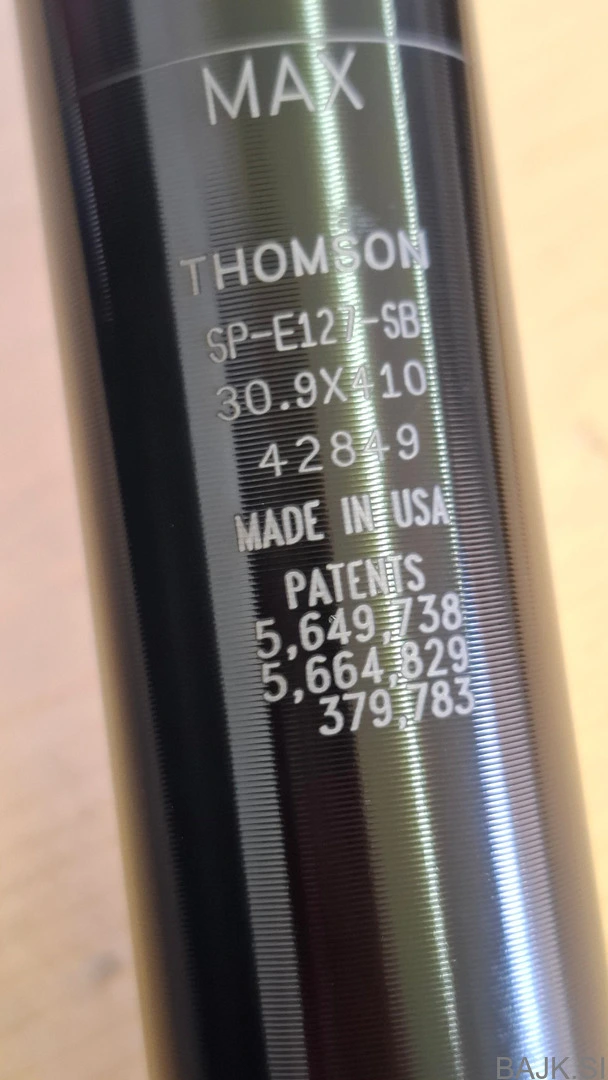 MAX
THOMSON
SP-E127-SB
30.9X410
42849
MADE IN USA
PATENTS
5,649,738
5,664,829
379,783
BAJK.SI